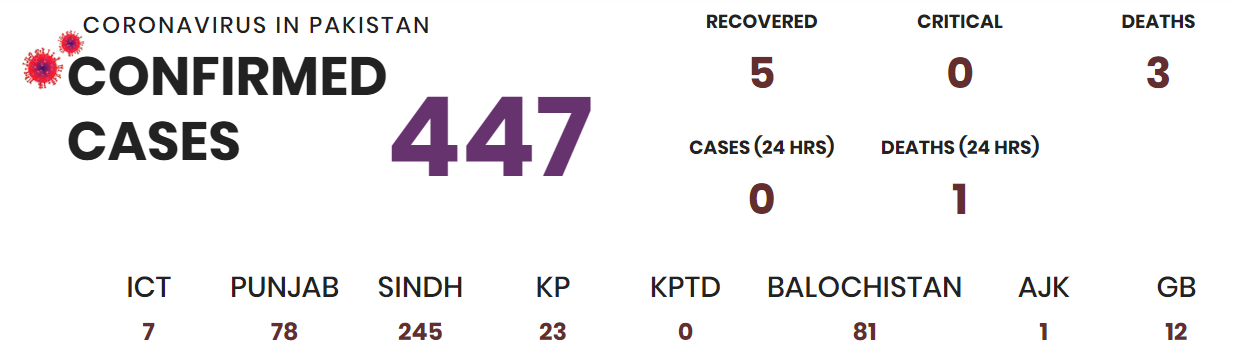 CORONAVIRUS IN PAKISTAN
CONFIRMED
CASES
447
RECOVERED CRITICAL DEATHS
5 0 3
CASES (24 HRS) DEATHS (24 HRS)
0 1
ICT PUNJAB SINDH KP KPTD BALOCHISTAN AJK GB
7 78 245 23 0 81 1 12